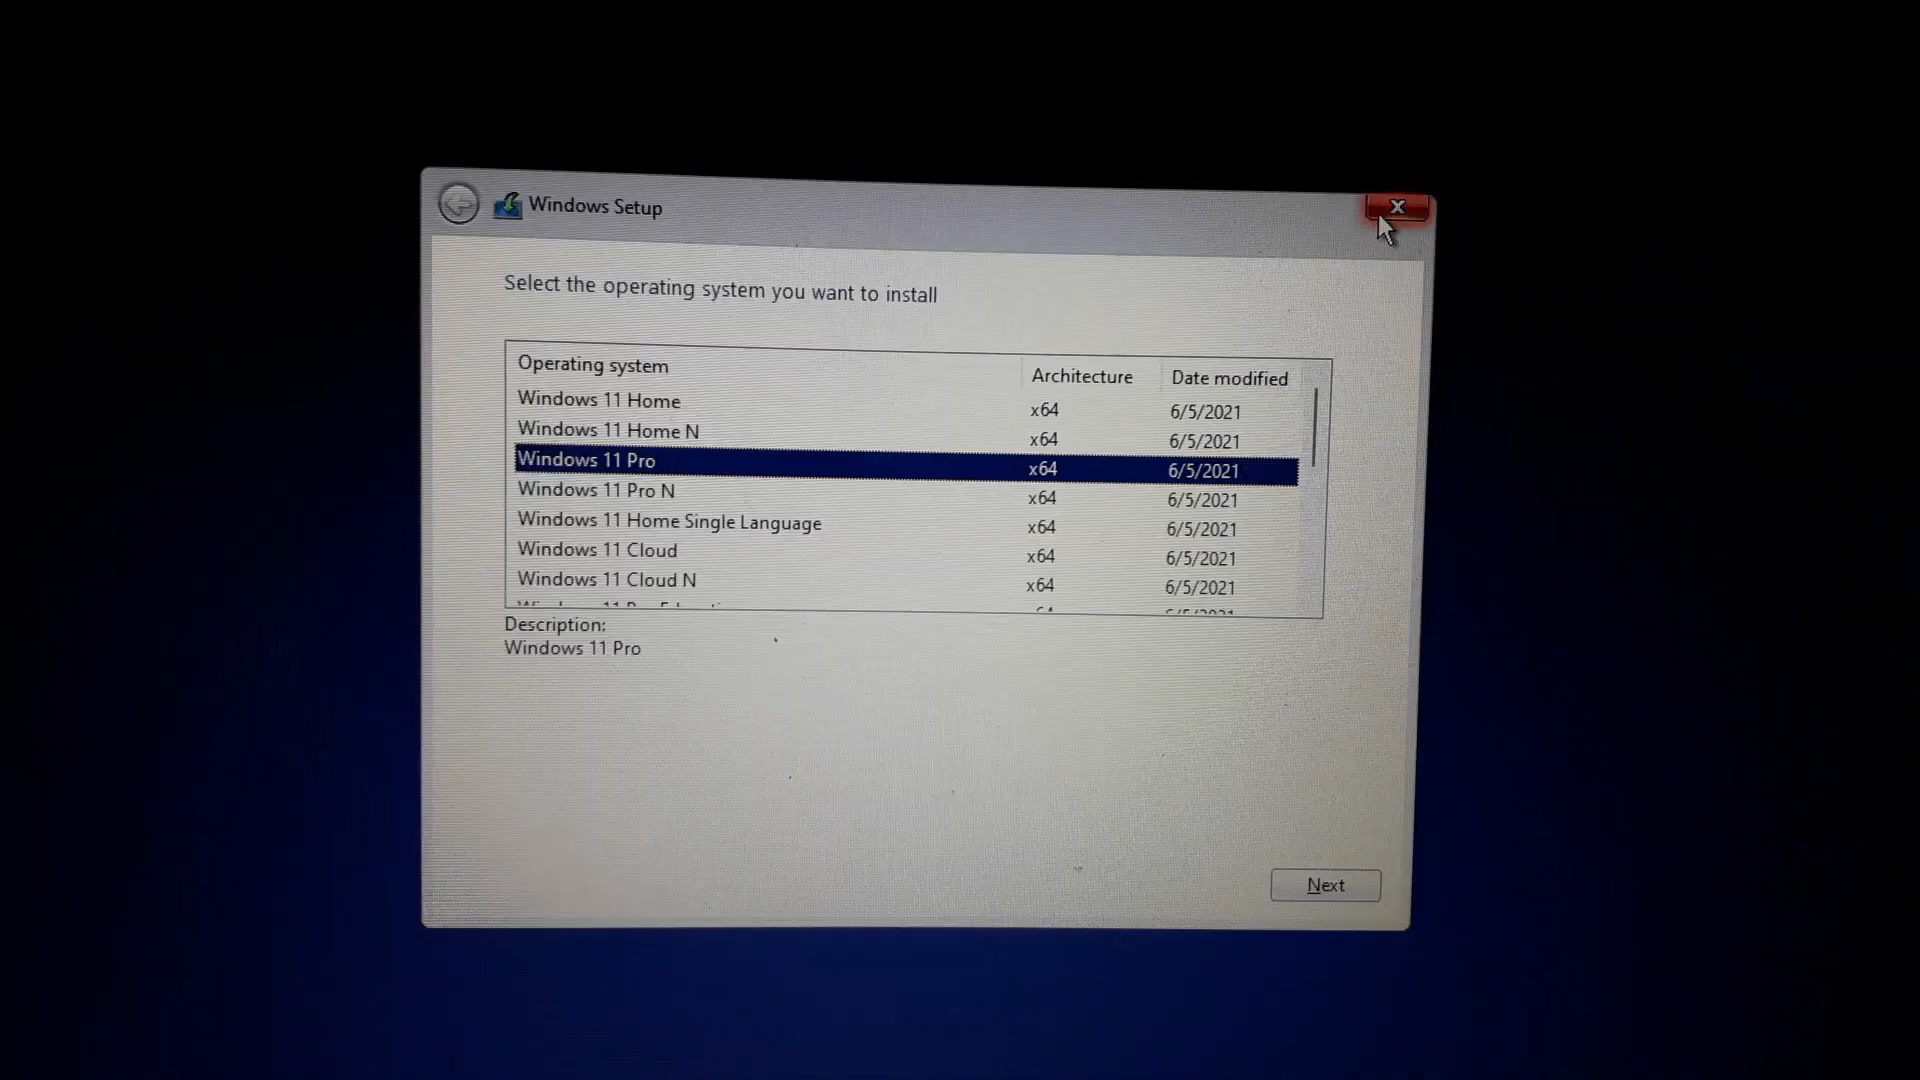 Windows Setup
X
Select the operating system you want to install
Operating system Architecture Date modified
Windows 11 Home x64 6/5/2021
Windows 11 Home N x64 6/5/2021
Windows 11 Pro x64 6/5/2021
Windows 11 Pro N x64 6/5/2021
Windows 11 Home Single Language x64 6/5/2021
Windows 11 Cloud x64 6/5/2021
Windows 11 Cloud N x64 6/5/2021
Description:
Windows 11 Pro
Next